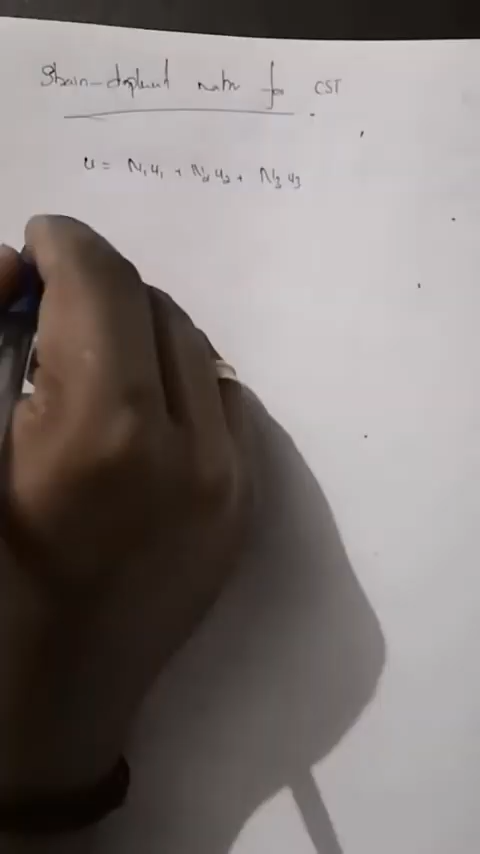 Strain-displacement matrix for CST
u = N₁u₁ + N₂u₂ + N₃u₃